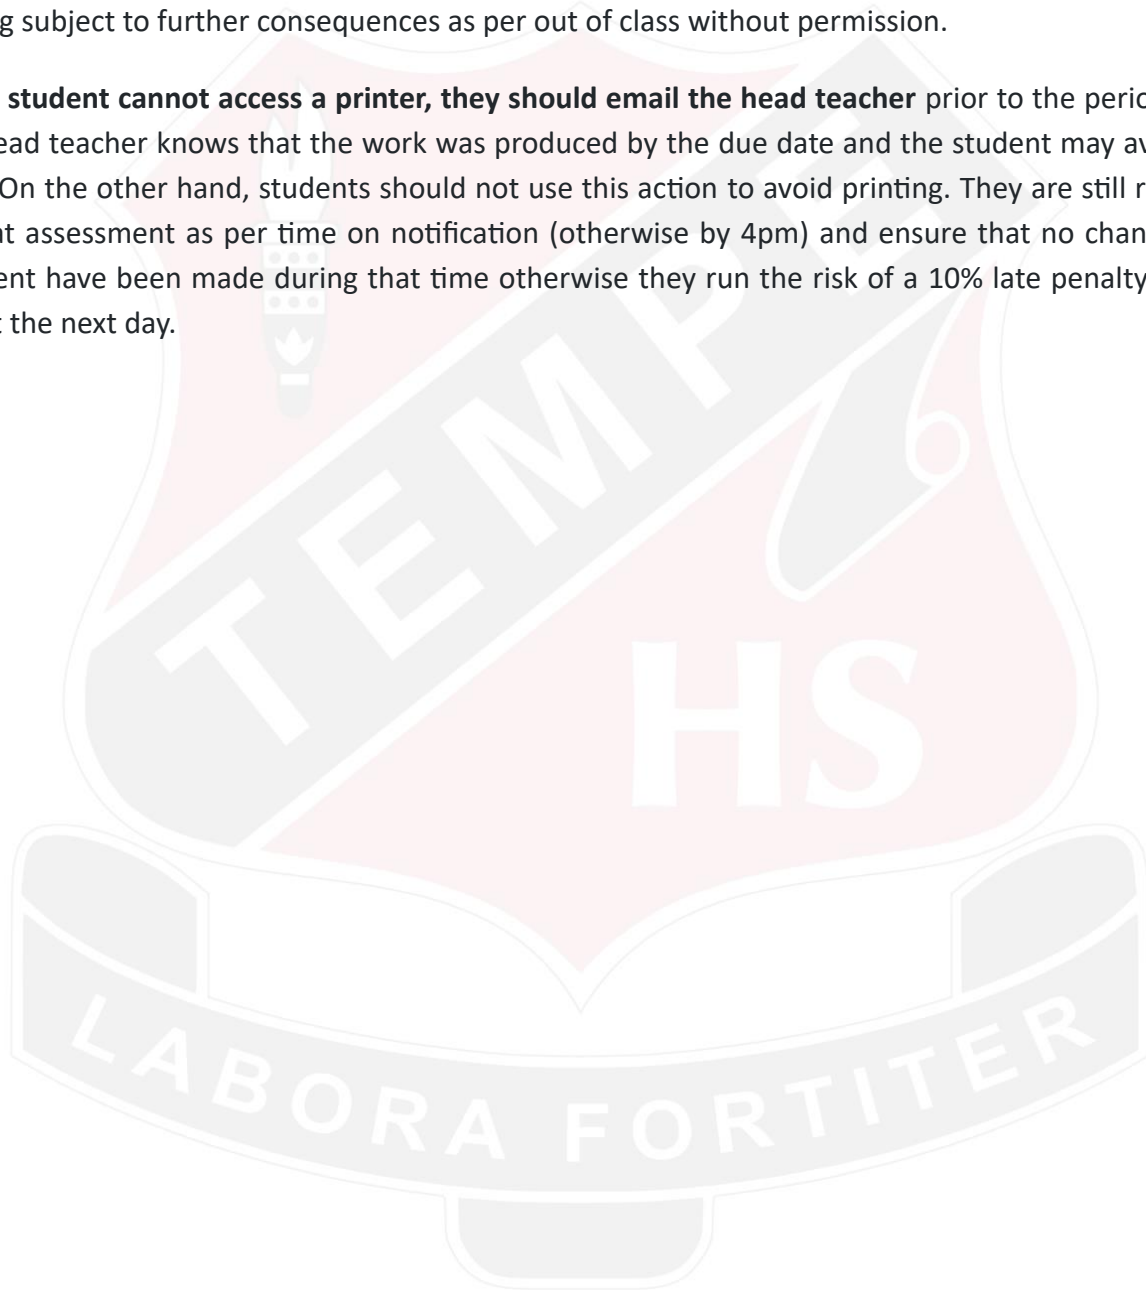 g subject to further consequences as per out of class without permission.
student cannot access a printer, they should email the head teacher prior to the perio
ead teacher knows that the work was produced by the due date and the student may av
On the other hand, students should not use this action to avoid printing. They are still r
t assessment as per time on notification (otherwise by 4pm) and ensure that no chan
ent have been made during that time otherwise they run the risk of a 10% late penalty
t the next day.
TEMPE
HS
LABORA FORTITER